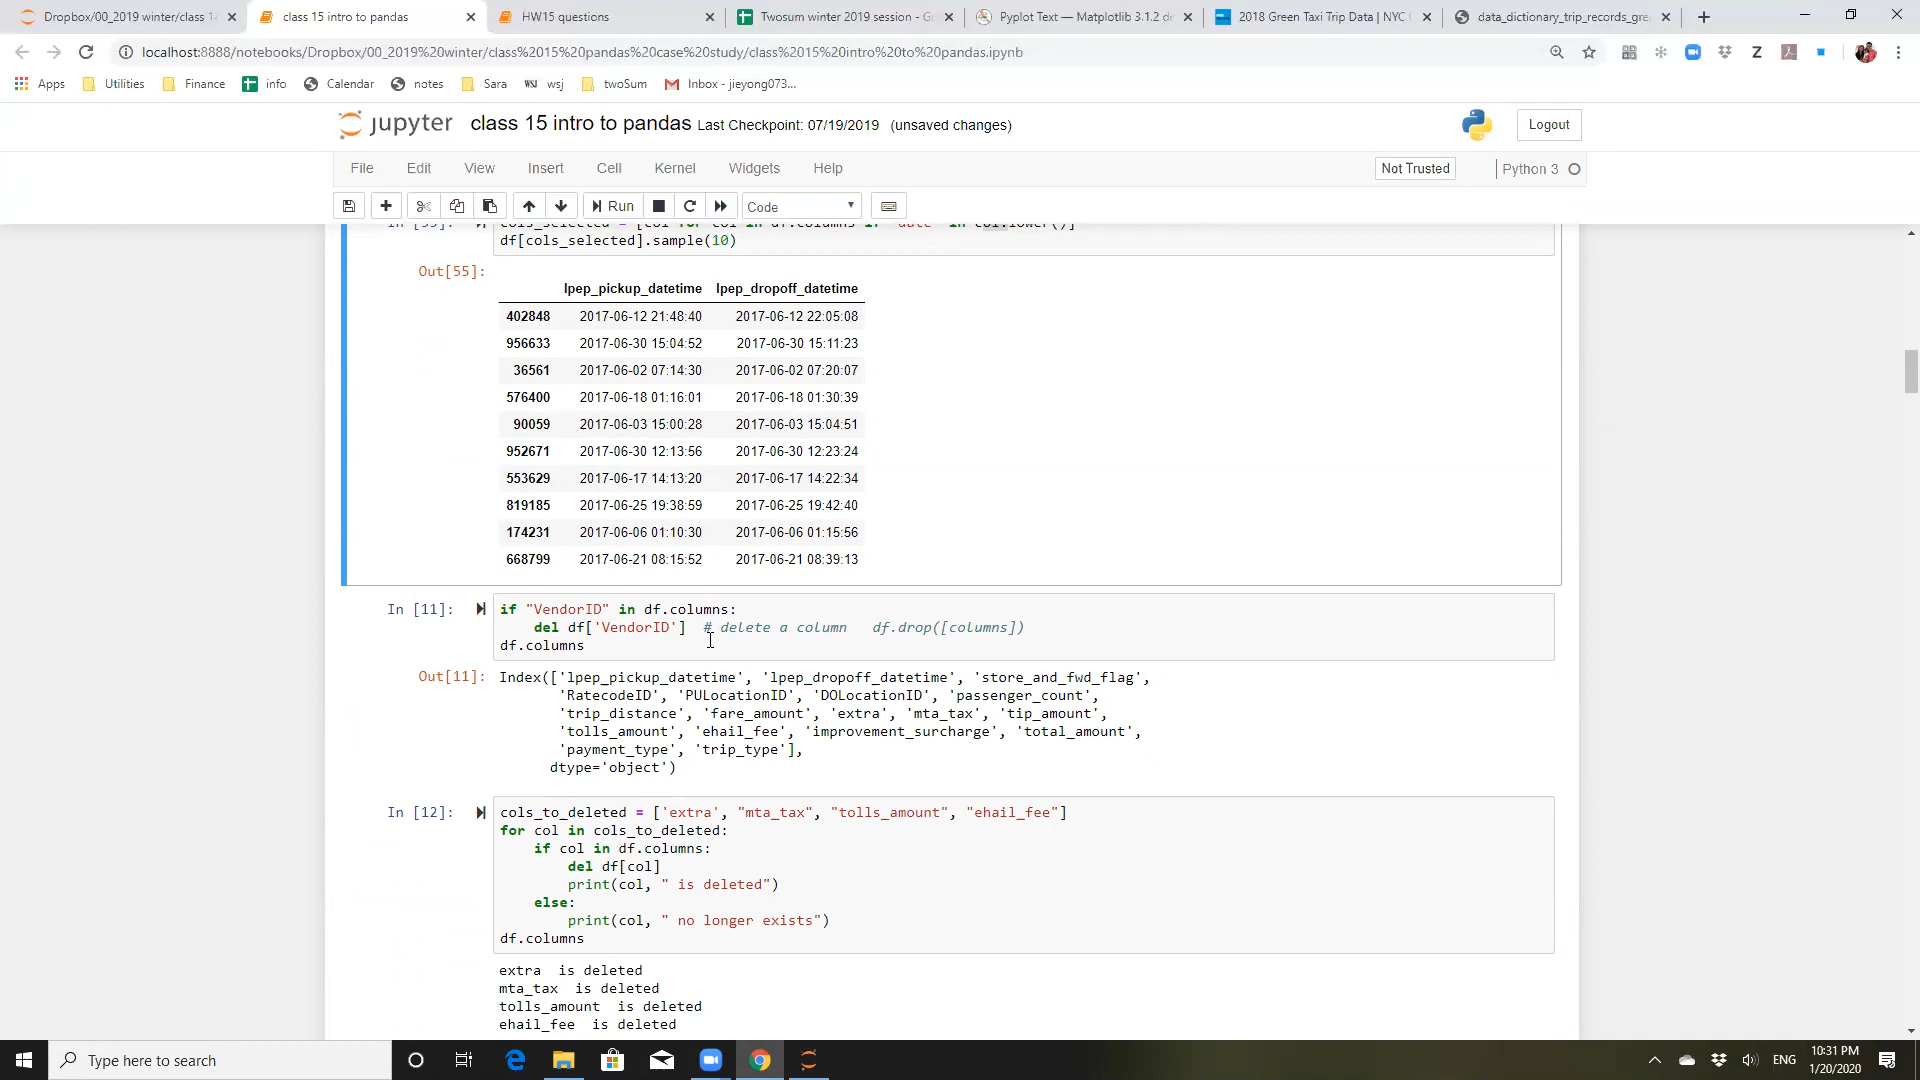 Dropbox/00_2019 winter/class 1
class 15 intro to pandas
HW15 questions
Twosum winter 2019 session - G
Pyplot Text — Matplotlib 3.1.2 d
2018 Green Taxi Trip Data | NYC
data_dictionary_trip_records_gre
localhost:8888/notebooks/Dropbox/00_2019%20winter/class%2015%20pandas%20case%20study/class%2015%20intro%20to%20pandas.ipynb
Apps Utilities Finance info Calendar notes Sara wsj twoSum Inbox - jieyong073...
jupyter class 15 intro to pandas Last Checkpoint: 07/19/2019 (unsaved changes)
Logout
File Edit View Insert Cell Kernel Widgets Help
Not Trusted
Python 3
Run
Code
In [55]: cols_selected = [col for col in df.columns if "date" in col.lower()]
df[cols_selected].sample(10)
Out[55]:
lpep_pickup_datetime lpep_dropoff_datetime
402848 2017-06-12 21:48:40 2017-06-12 22:05:08
956633 2017-06-30 15:04:52 2017-06-30 15:11:23
36561 2017-06-02 07:14:30 2017-06-02 07:20:07
576400 2017-06-18 01:16:01 2017-06-18 01:30:39
90059 2017-06-03 15:00:28 2017-06-03 15:04:51
952671 2017-06-30 12:13:56 2017-06-30 12:23:24
553629 2017-06-17 14:13:20 2017-06-17 14:22:34
819185 2017-06-25 19:38:59 2017-06-25 19:42:40
174231 2017-06-06 01:10:30 2017-06-06 01:15:56
668799 2017-06-21 08:15:52 2017-06-21 08:39:13
In [11]: if "VendorID" in df.columns:
del df['VendorID'] # delete a column df.drop([columns])
df.columns
Out[11]: Index(['lpep_pickup_datetime', 'lpep_dropoff_datetime', 'store_and_fwd_flag',
'RatecodeID', 'PULocationID', 'DOLocationID', 'passenger_count',
'trip_distance', 'fare_amount', 'extra', 'mta_tax', 'tip_amount',
'tolls_amount', 'ehail_fee', 'improvement_surcharge', 'total_amount',
'payment_type', 'trip_type'],
dtype='object')
In [12]: cols_to_deleted = ['extra', "mta_tax", "tolls_amount", "ehail_fee"]
for col in cols_to_deleted:
if col in df.columns:
del df[col]
print(col, " is deleted")
else:
print(col, " no longer exists")
df.columns
extra  is deleted
mta_tax  is deleted
tolls_amount  is deleted
ehail_fee  is deleted
Type here to search
ENG
10:31 PM
1/20/2020